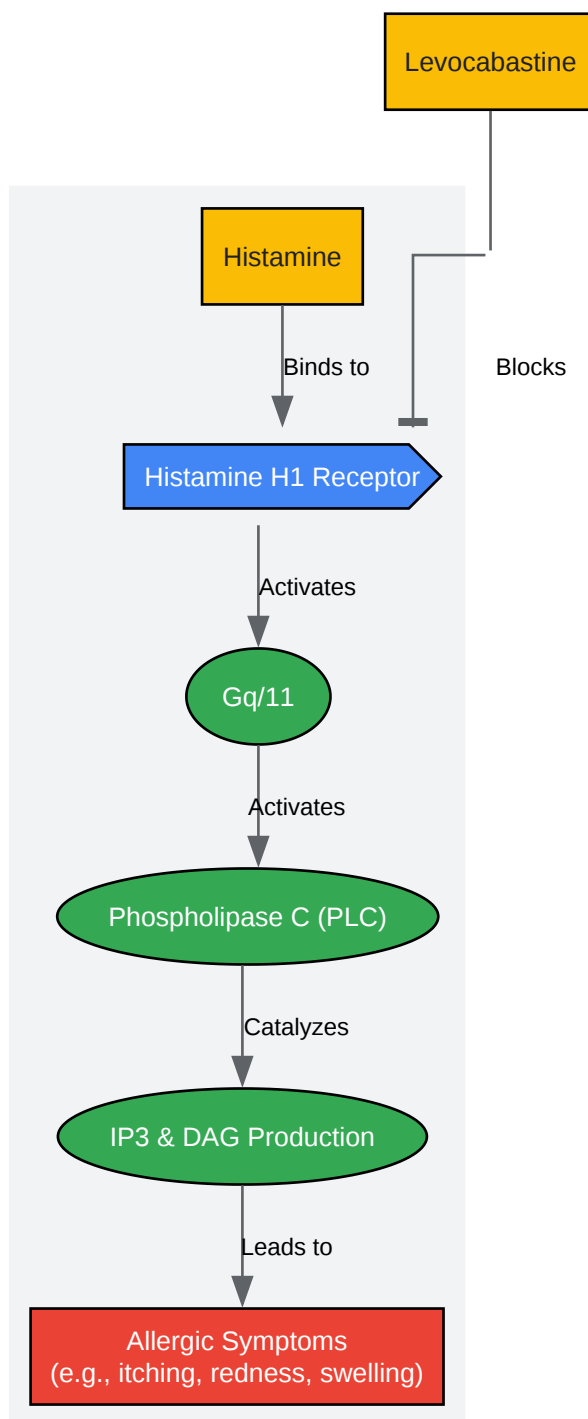 Levocabastine
Histamine
Binds to
Blocks
Histamine H1 Receptor
Activates
Gq/11
Activates
Phospholipase C (PLC)
Catalyzes
IP3 & DAG Production
Leads to
Allergic Symptoms
(e.g., itching, redness, swelling)